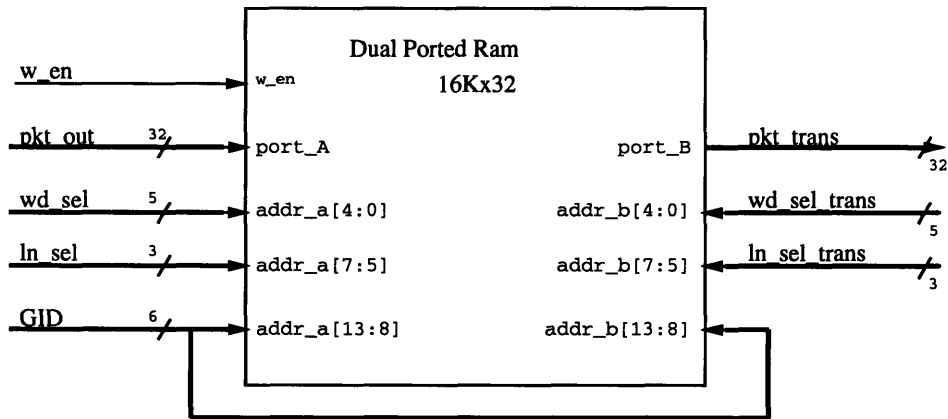 Dual Ported Ram
16Kx32
w_en
w_en
pkt_out
32
port_A
port_B
pkt_trans
32
wd_sel
5
addr_a[4:0]
addr_b[4:0]
wd_sel_trans
5
ln_sel
3
addr_a[7:5]
addr_b[7:5]
ln_sel_trans
3
GID
6
addr_a[13:8]
addr_b[13:8]